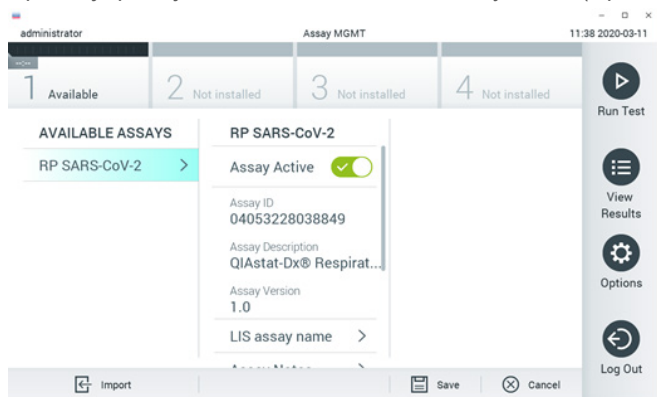 administrator
Assay MGMT
11:38 2020-03-11
1 Available
2 Not installed
3 Not installed
4 Not installed
Run Test
AVAILABLE ASSAYS
RP SARS-CoV-2
RP SARS-CoV-2
Assay Active
Assay ID
04053228038849
Assay Description
QIAstat-Dx® Respirat...
Assay Version
1.0
LIS assay name
View
Results
Options
Log Out
Import
Save
Cancel